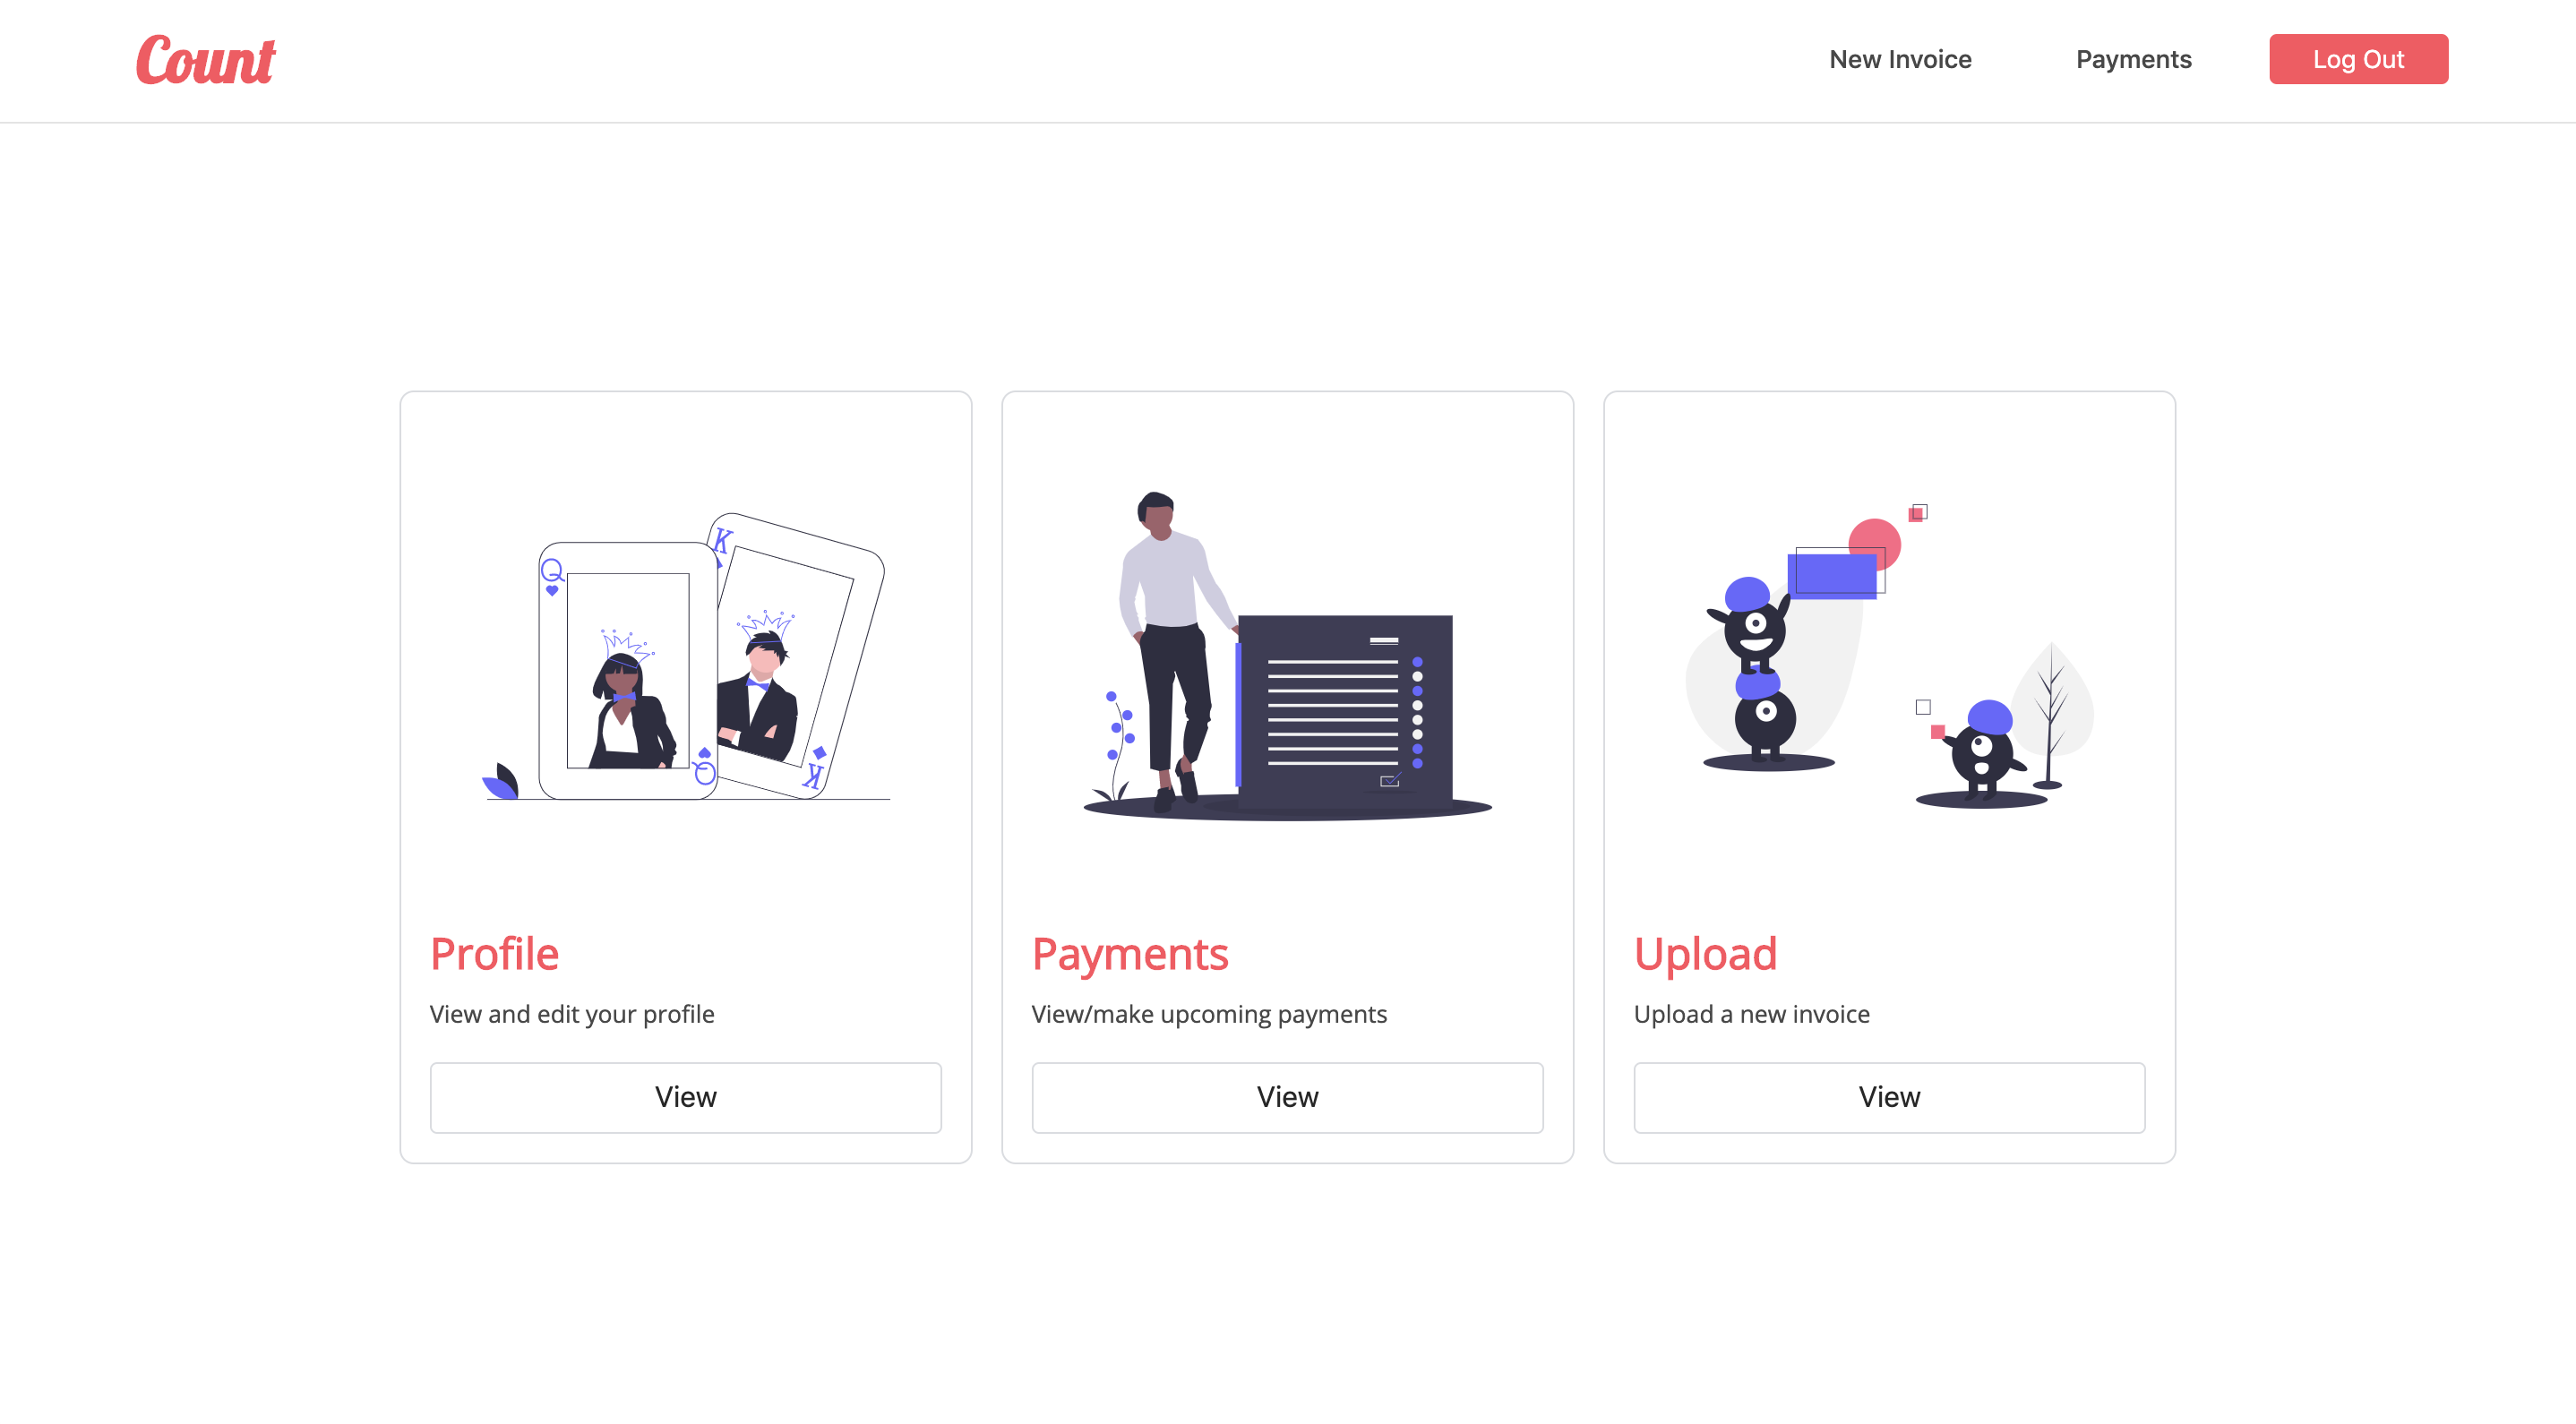 Count
New Invoice
Payments
Log Out
Q
K
Q
K
Profile
View and edit your profile
View
Payments
View/make upcoming payments
View
Upload
Upload a new invoice
View